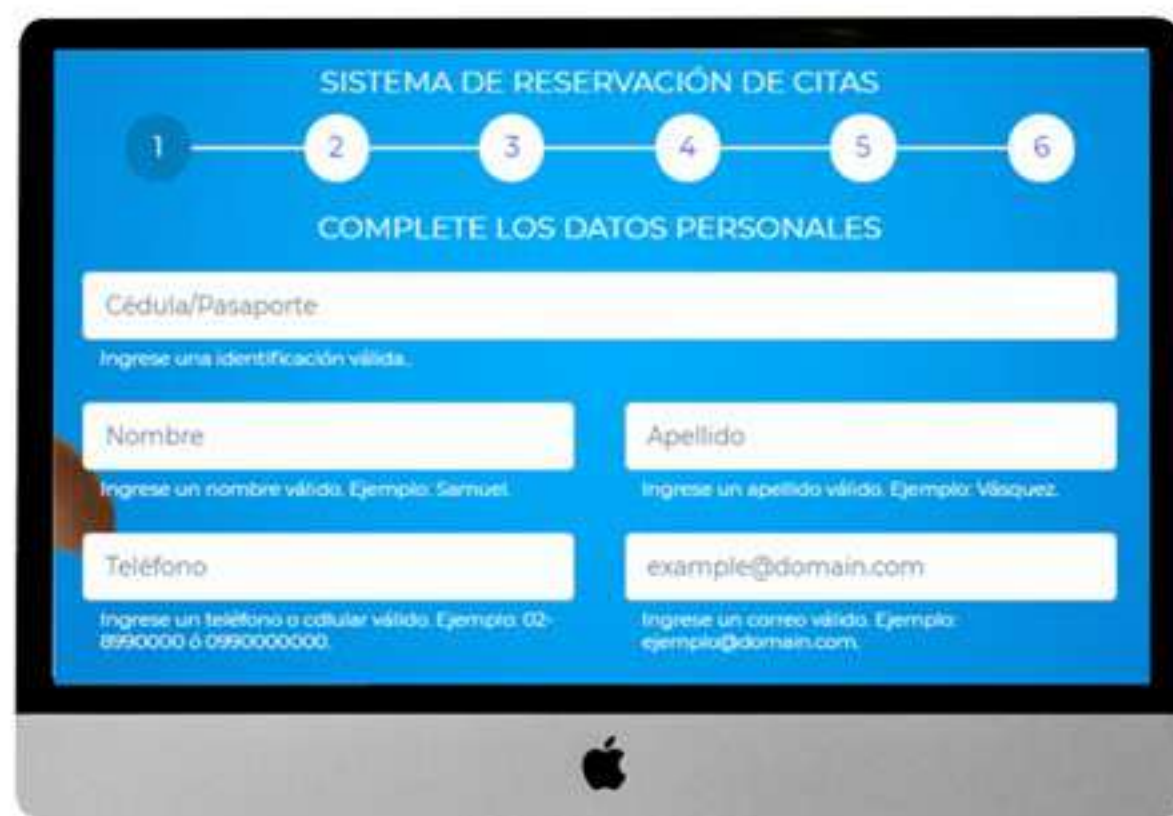 SISTEMA DE RESERVACIÓN DE CITAS
1 2 3 4 5 6
COMPLETE LOS DATOS PERSONALES
Cédula/Pasaporte
Ingrese una identificación válida..
Nombre
Apellido
Ingrese un nombre válido. Ejemplo: Samuel.
Ingrese un apellido válido. Ejemplo: Vásquez.
Teléfono
example@domain.com
Ingrese un teléfono o cdlular válido. Ejemplo: 02-
8990000 ó 0990000000.
Ingrese un correo válido. Ejemplo:
ejemplo@domain.com.